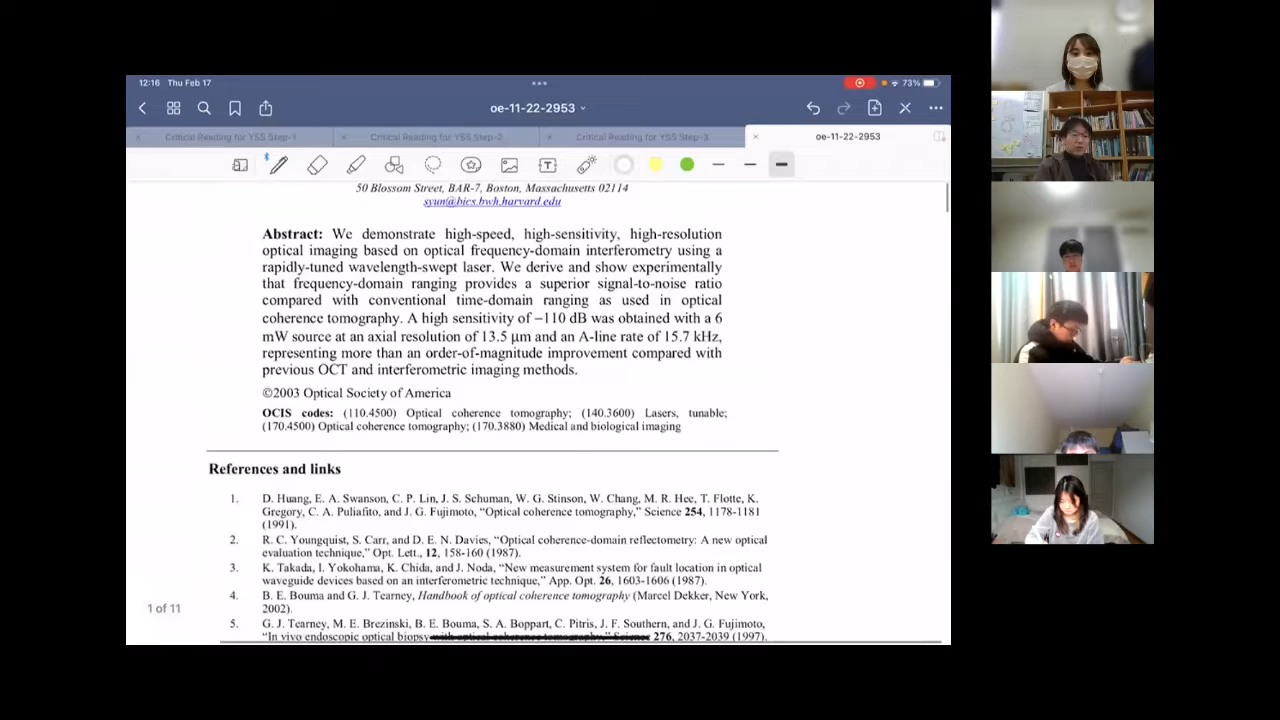 12:16 Thu Feb 17
73%
oe-11-22-2953
Critical Reading for YSS Step-1
Critical Reading for YSS Step-2
Critical Reading for YSS Step-3
oe-11-22-2953
50 Blossom Street, BAR-7, Boston, Massachusetts 02114
syun@bics.bwh.harvard.edu
Abstract: We demonstrate high-speed, high-sensitivity, high-resolution
optical imaging based on optical frequency-domain interferometry using a
rapidly-tuned wavelength-swept laser. We derive and show experimentally
that frequency-domain ranging provides a superior signal-to-noise ratio
compared with conventional time-domain ranging as used in optical
coherence tomography. A high sensitivity of −110 dB was obtained with a 6
mW source at an axial resolution of 13.5 µm and an A-line rate of 15.7 kHz,
representing more than an order-of-magnitude improvement compared with
previous OCT and interferometric imaging methods.
©2003 Optical Society of America
OCIS codes: (110.4500) Optical coherence tomography; (140.3600) Lasers, tunable;
(170.4500) Optical coherence tomography; (170.3880) Medical and biological imaging
References and links
1. D. Huang, E. A. Swanson, C. P. Lin, J. S. Schuman, W. G. Stinson, W. Chang, M. R. Hee, T. Flotte, K.
Gregory, C. A. Puliafito, and J. G. Fujimoto, “Optical coherence tomography,” Science 254, 1178-1181
(1991).
2. R. C. Youngquist, S. Carr, and D. E. N. Davies, “Optical coherence-domain reflectometry: A new optical
evaluation technique,” Opt. Lett., 12, 158-160 (1987).
3. K. Takada, I. Yokohama, K. Chida, and J. Noda, “New measurement system for fault location in optical
waveguide devices based on an interferometric technique,” App. Opt. 26, 1603-1606 (1987).
4. B. E. Bouma and G. J. Tearney, Handbook of optical coherence tomography (Marcel Dekker, New York,
2002).
1 of 11
5. G. J. Tearney, M. E. Brezinski, B. E. Bouma, S. A. Boppart, C. Pitris, J. F. Southern, and J. G. Fujimoto,
“In vivo endoscopic optical biopsy with optical coherence tomography,” Science 276, 2037-2039 (1997).